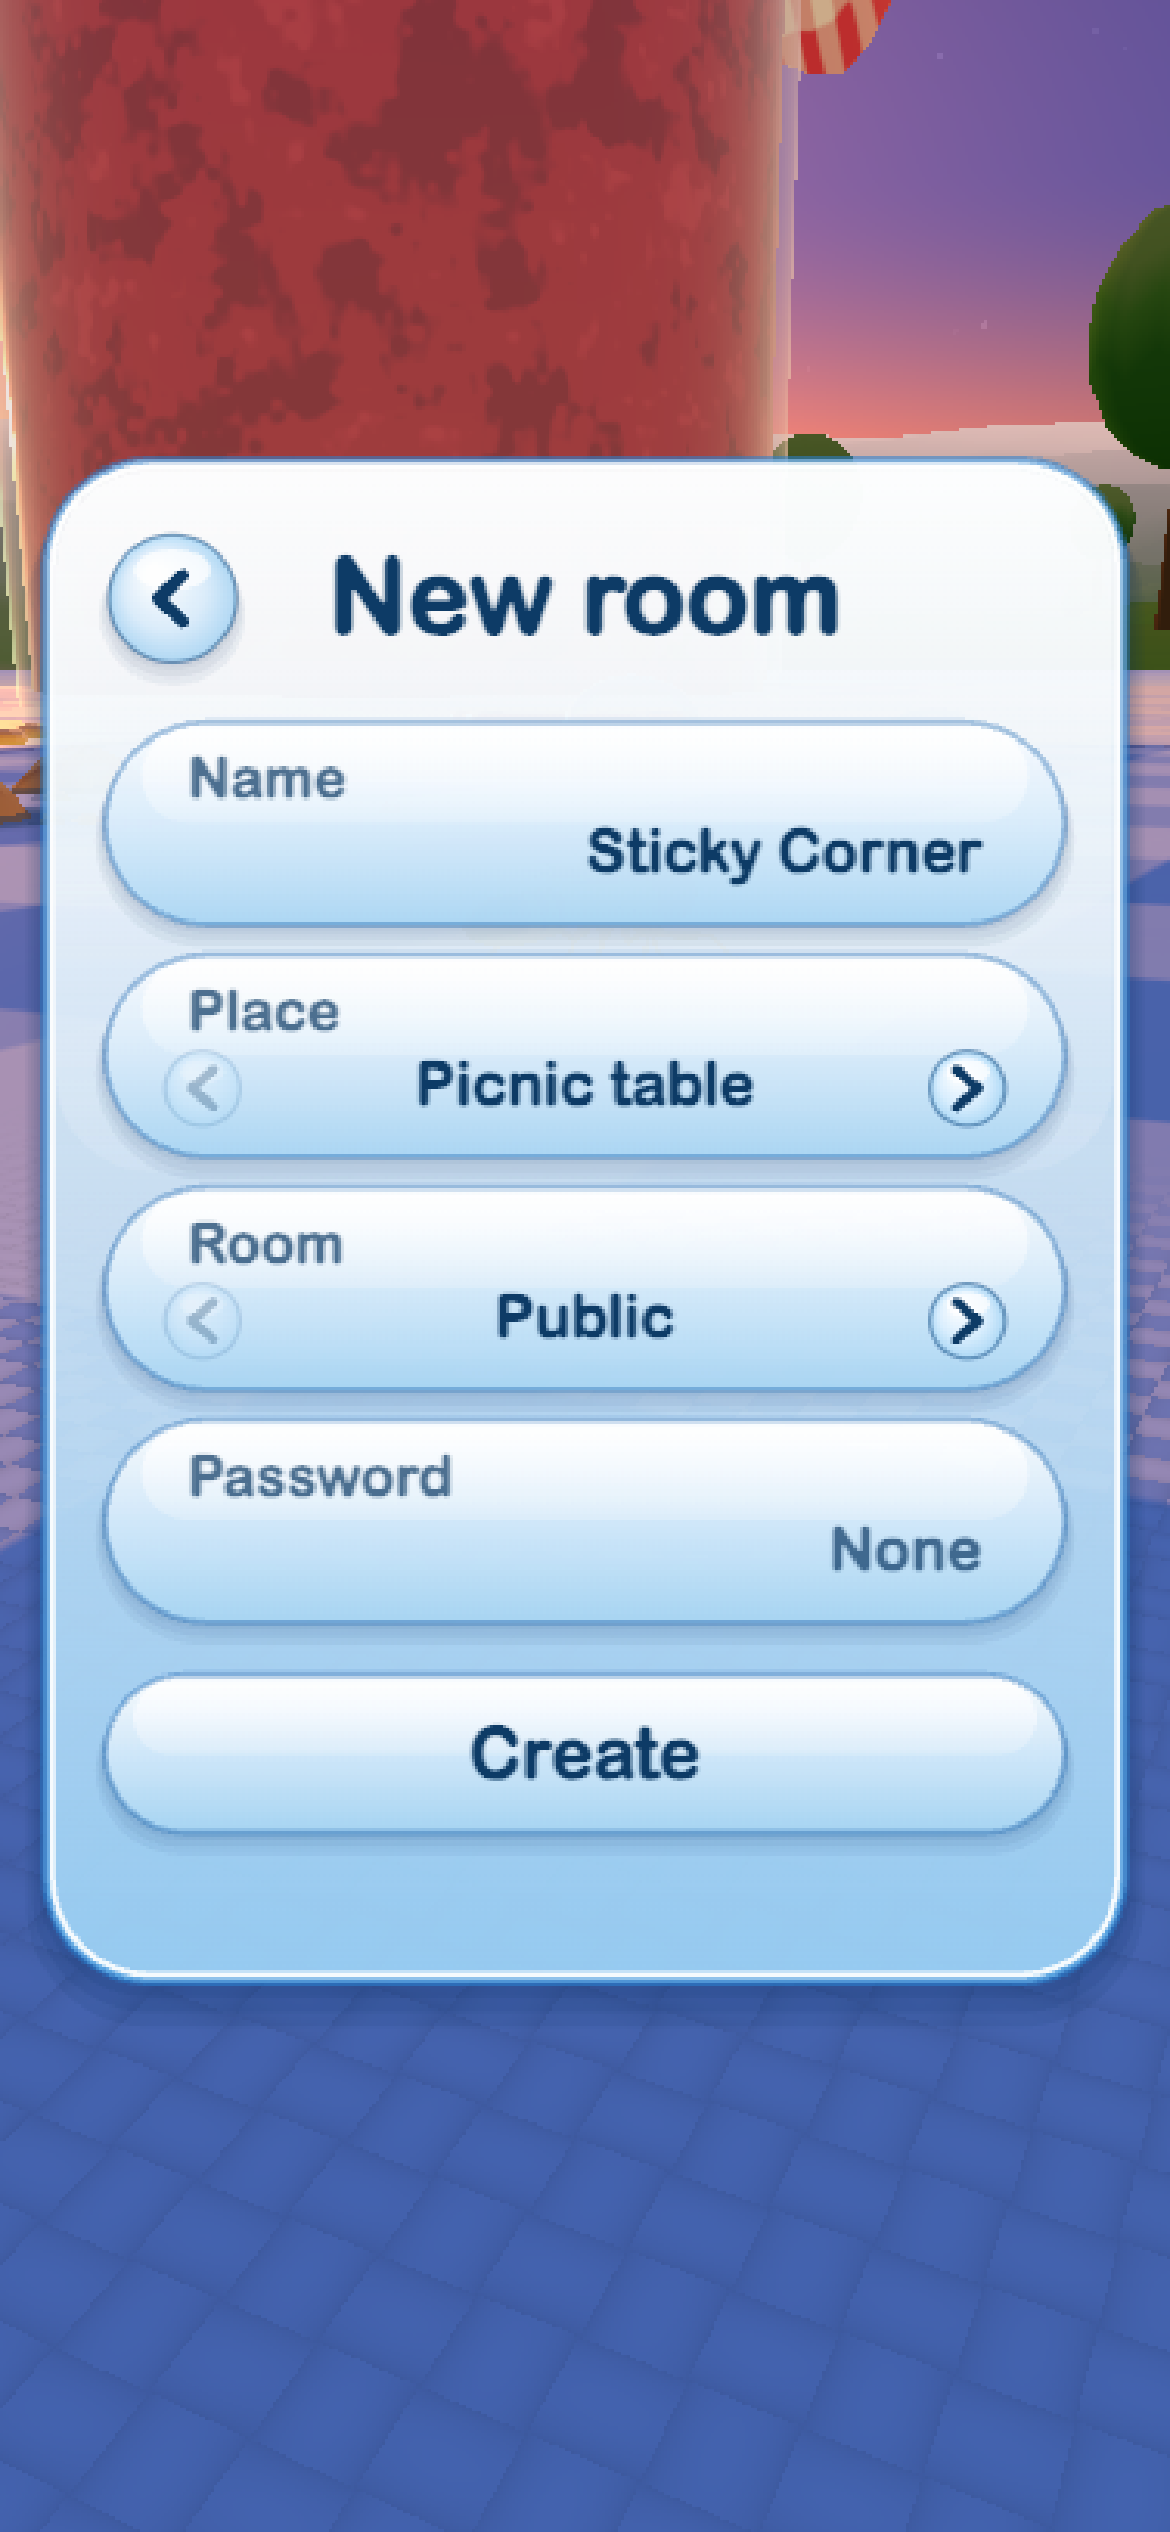 New room
Name
Sticky Corner
Place
Picnic table
Room
Public
Password
None
Create